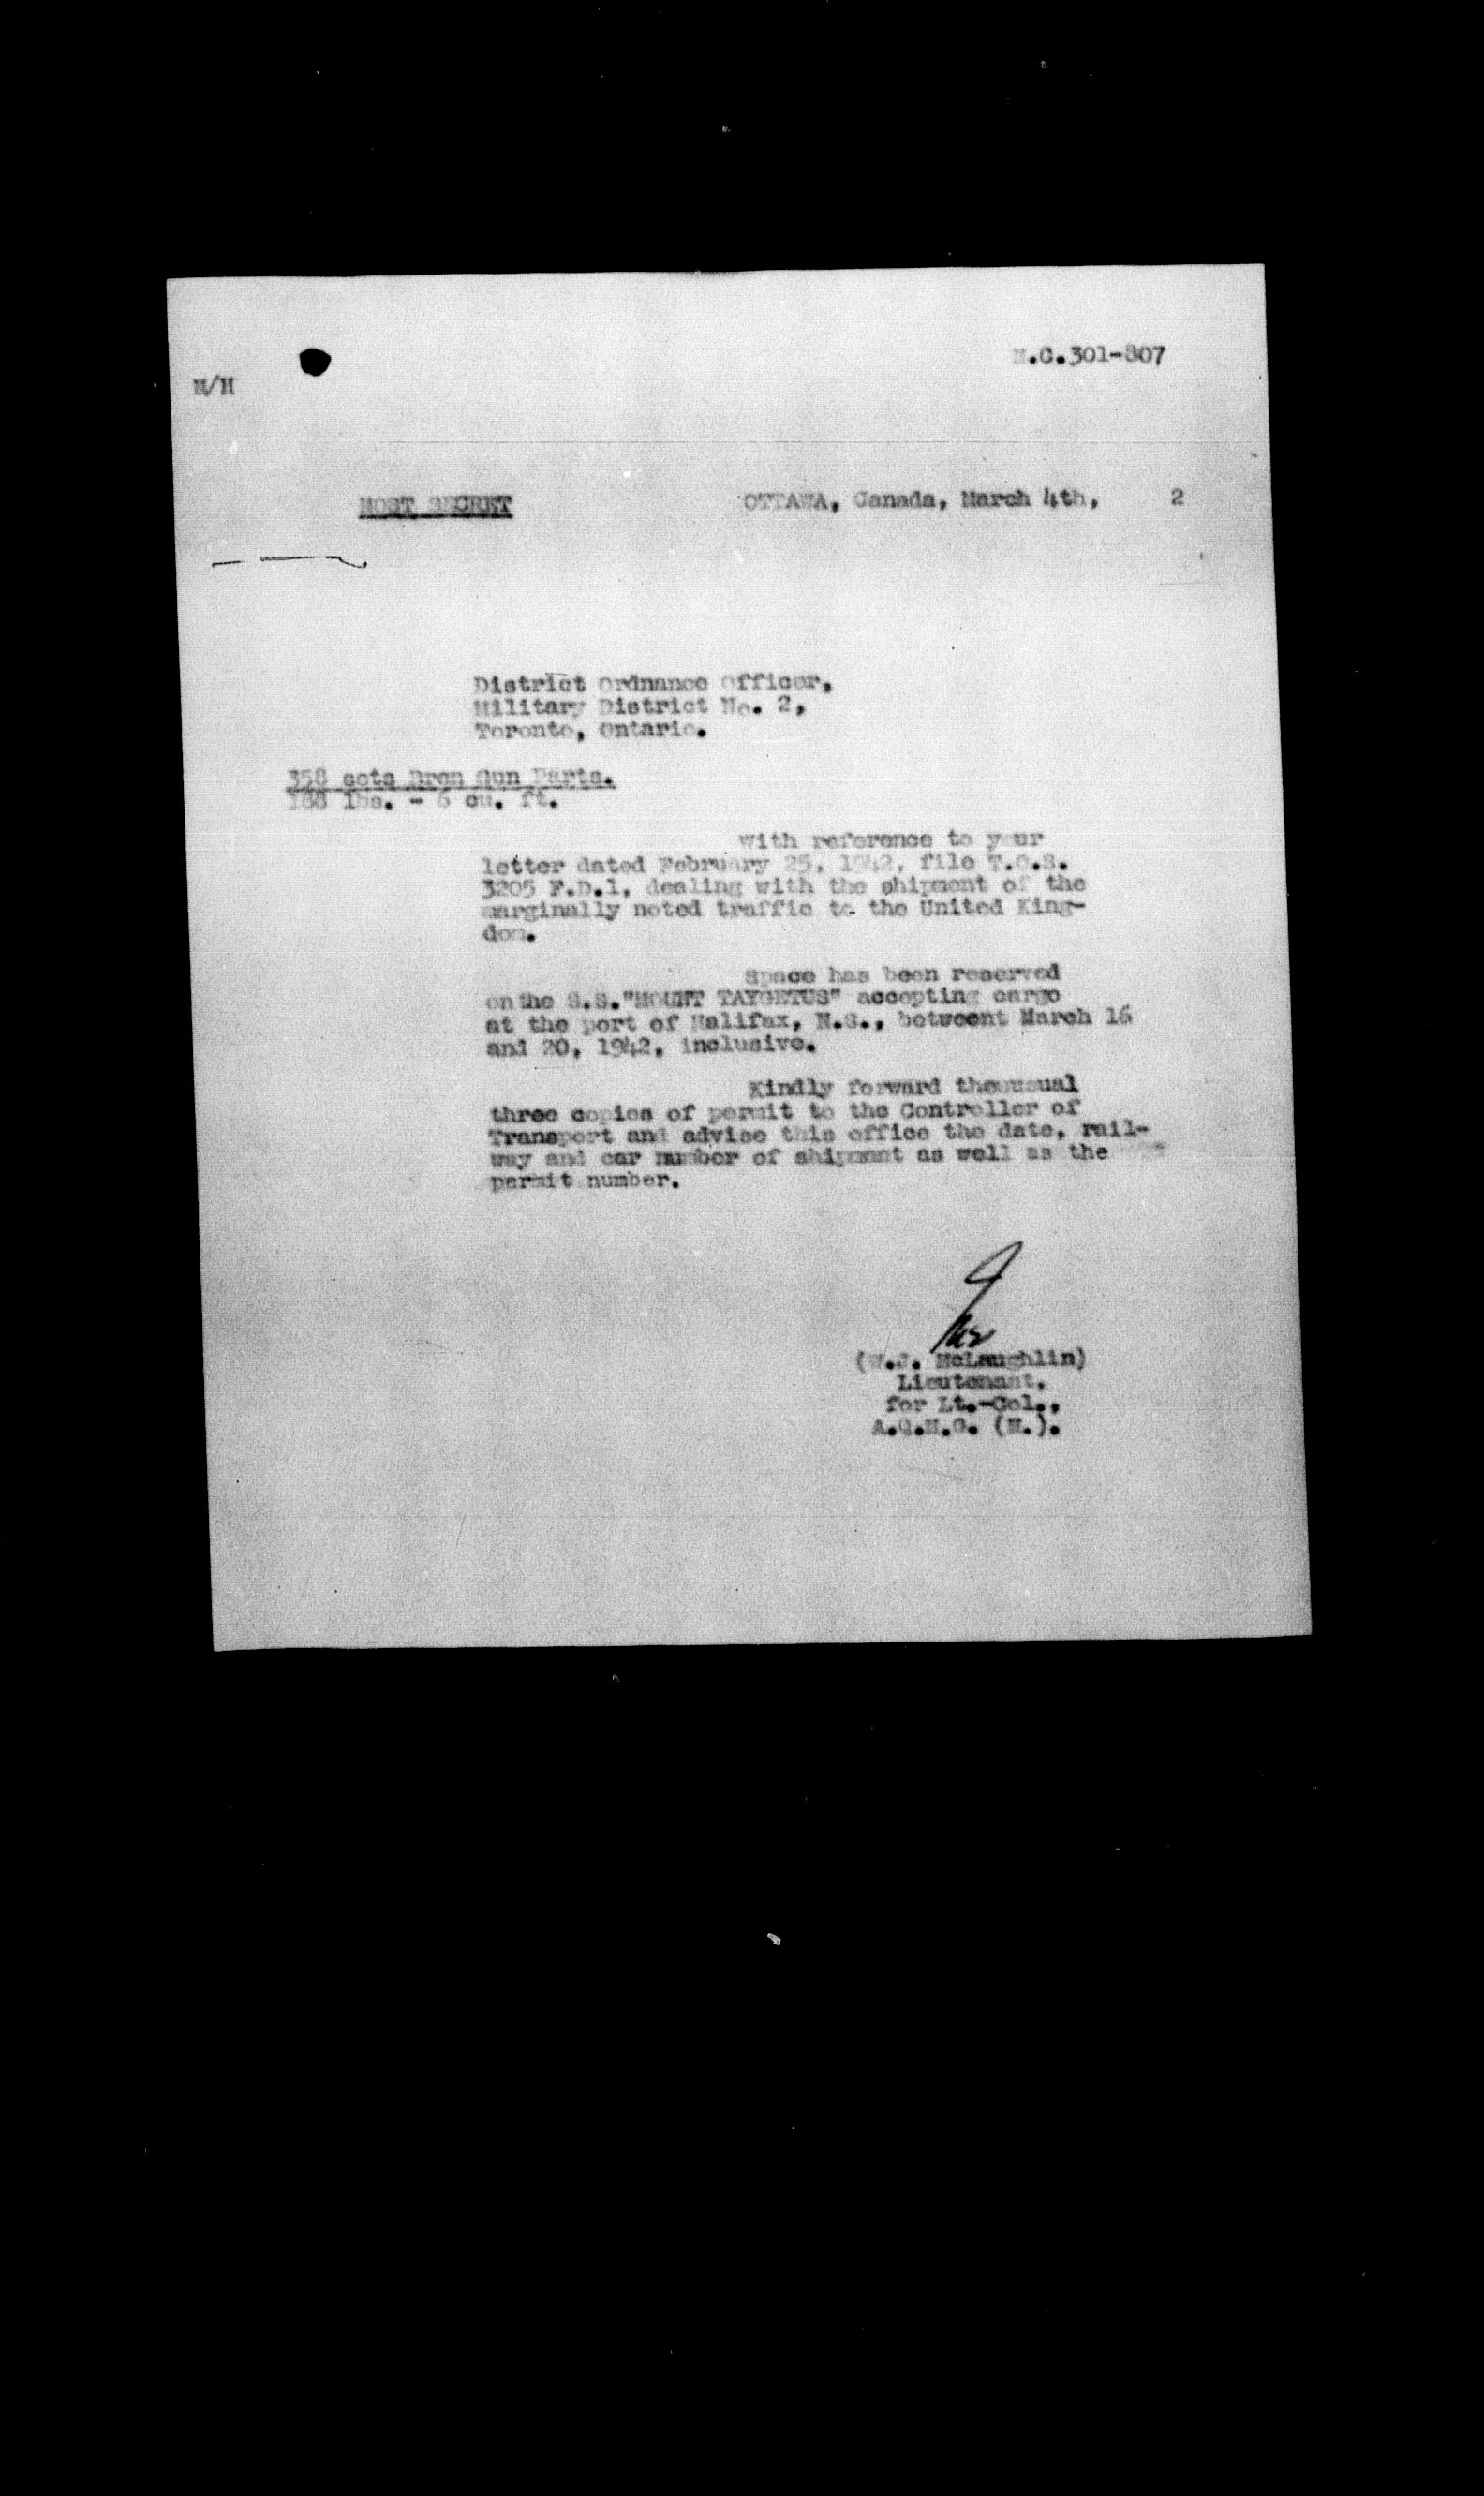 .C.301-807
M/H
MOST SECRET OTTAWA, Canada, March 4th, 2
District Ordnance Officer,
Military District No. 2,
Toronto, Ontario.
358 sets Bren Gun Parts.
188 lbs. - 6 cu. ft.
With reference to your
letter dated February 25, 1942, file T.O.S.
3205 F.D.1, dealing with the shipment of the
marginally noted traffic to the United King-
dom.
Space has been reserved
on the S.S."MOUNT TAYGETUS" accepting cargo
at the port of Halifax, N.S., betweent March 16
and 20, 1942, inclusive.
Kindly forward theusual
three copies of permit to the Controller of
Transport and advise this office the date, rail-
way and car number of shipment as well as the
permit number.
(W.J. McLaughlin)
Lieutenant,
for Lt.-Col.,
A.Q.M.G. (M.).